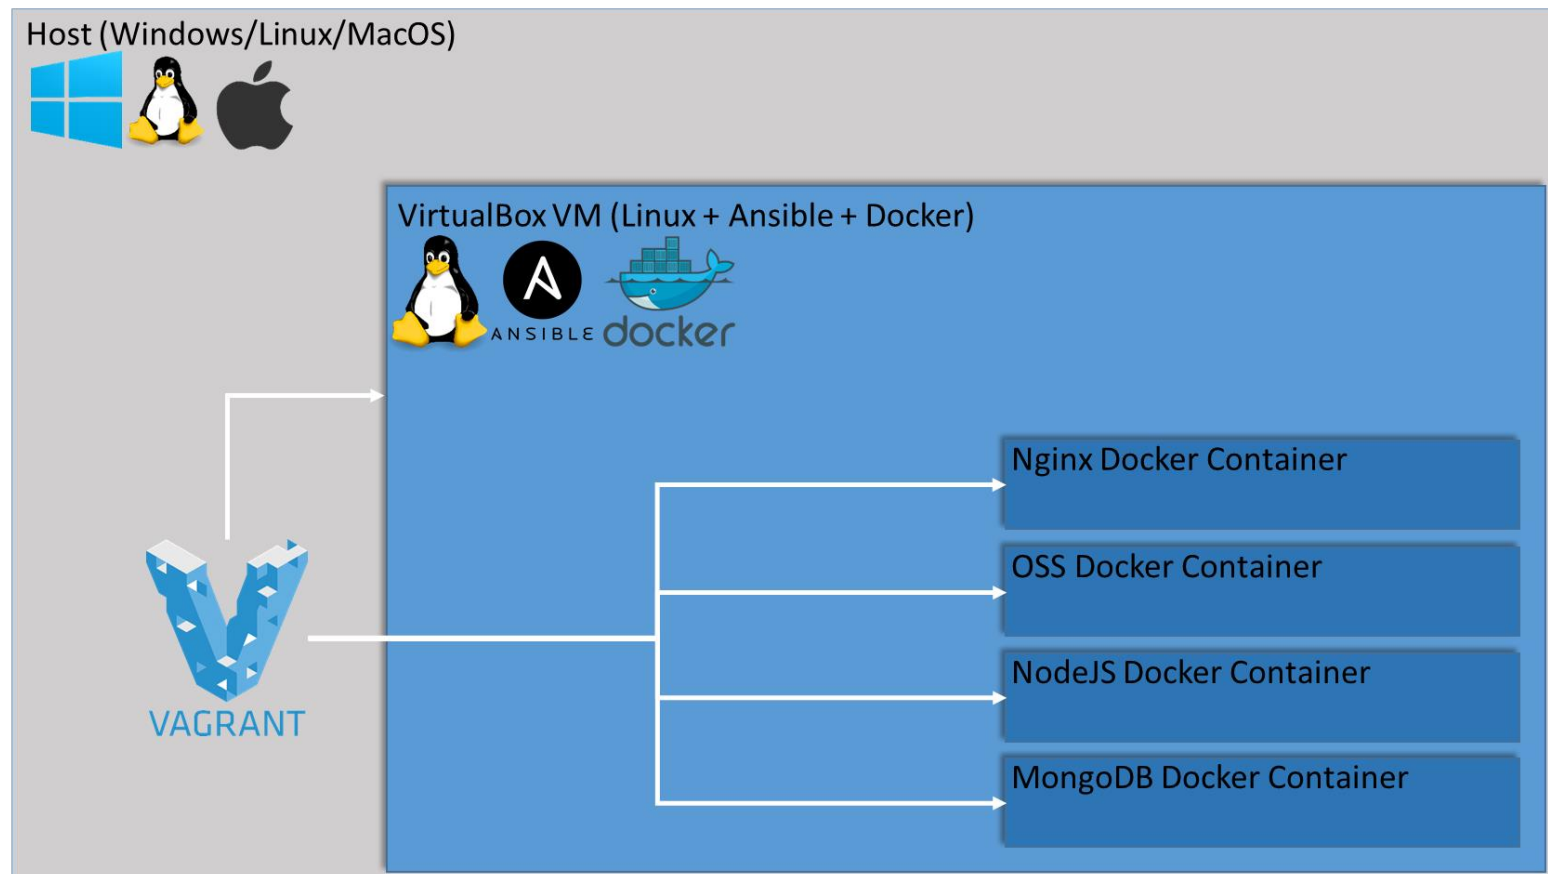 Host (Windows/Linux/MacOS)
VirtualBox VM (Linux + Ansible + Docker)
A
ANSIBLE
docker
Nginx Docker Container
OSS Docker Container
NodeJS Docker Container
MongoDB Docker Container
VAGRANT